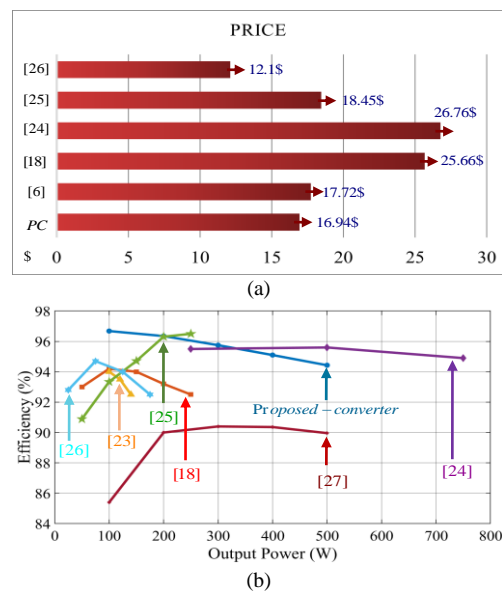 PRICE
[26]
12.1$
[25]
18.45$
[24]
26.76$
[18]
25.66$
[6]
17.72$
PC
16.94$
$ 0 5 10 15 20 25 30
(a)
98
96
94
92
90
88
86
84
Efficiency (%)
[26]
[23]
[25]
[18]
Proposed-converter
[27]
[24]
0 100 200 300 400 500 600 700 800
Output Power (W)
(b)